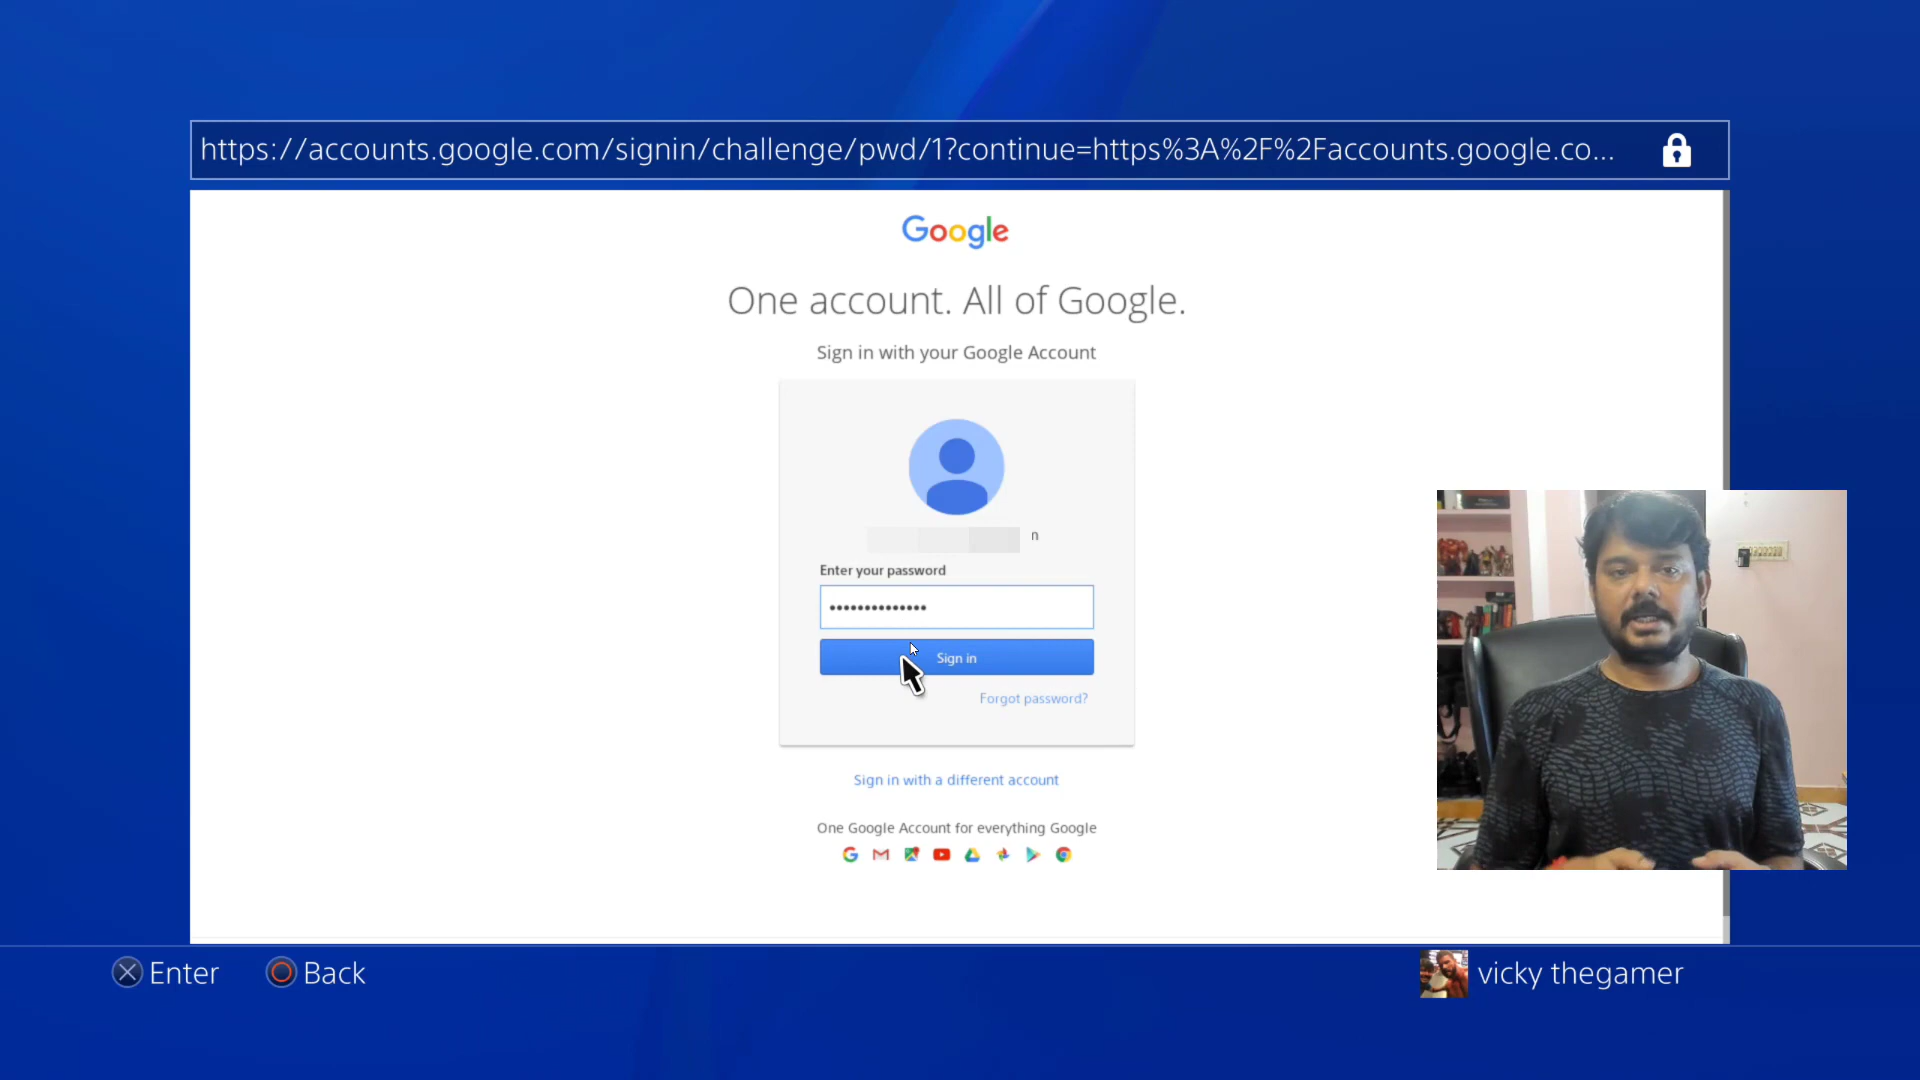 https://accounts.google.com/signin/challenge/pwd/1?continue=https%3A%2F%2Faccounts.google.co...
Google
One account. All of Google.
Sign in with your Google Account
n
Enter your password
••••••••••••••
Sign in
Forgot password?
Sign in with a different account
One Google Account for everything Google
Enter
Back
vicky thegamer